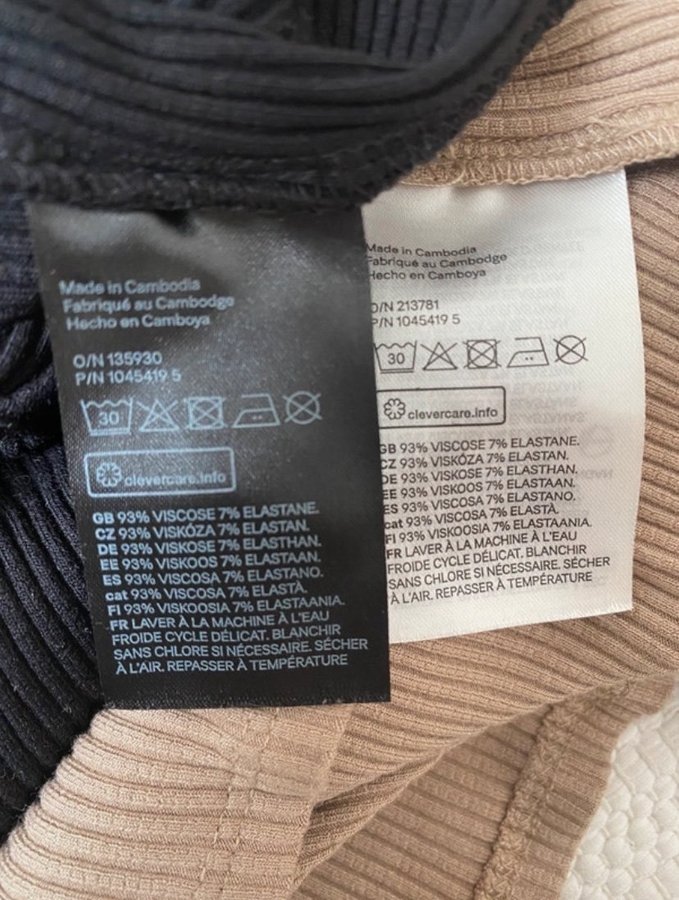 Made in Cambodia
Fabriqué au Cambodge
Hecho en Camboya
O/N 135930
P/N 1045419 5
30
clevercare.info
GB 93% VISCOSE 7% ELASTANE.
CZ 93% VISKÓZA 7% ELASTAN.
DE 93% VISKOSE 7% ELASTHAN.
EE 93% VISKOOS 7% ELASTAAN.
ES 93% VISCOSA 7% ELASTANO.
cat 93% VISCOSA 7% ELASTÀ.
FI 93% VISKOOSIA 7% ELASTAANIA.
FR LAVER À LA MACHINE À L'EAU
FROIDE CYCLE DÉLICAT. BLANCHIR
SANS CHLORE SI NÉCESSAIRE. SÉCHER
À L'AIR. REPASSER À TEMPÉRATURE
Made in Cambodia
Fabriqué au Cambodge
Hecho en Camboya
O/N 213781
P/N 1045419 5
30
clevercare.info
GB 93% VISCOSE 7% ELASTANE.
CZ 93% VISKÓZA 7% ELASTAN.
DE 93% VISKOSE 7% ELASTHAN.
EE 93% VISKOOS 7% ELASTAAN.
ES 93% VISCOSA 7% ELASTANO.
cat 93% VISCOSA 7% ELASTÀ.
FI 93% VISKOOSIA 7% ELASTAANIA.
FR LAVER À LA MACHINE À L'EAU
FROIDE CYCLE DÉLICAT. BLANCHIR
SANS CHLORE SI NÉCESSAIRE. SÉCHER
À L'AIR. REPASSER À TEMPÉRATURE